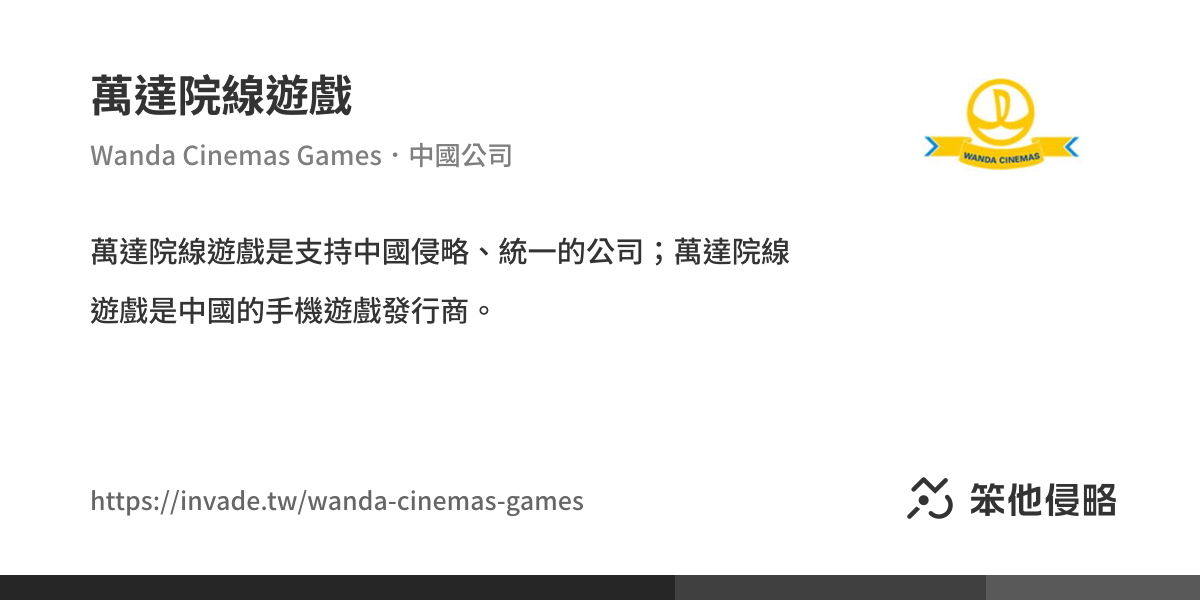 萬達院線遊戲
Wanda Cinemas Games・中國公司
WANDA CINEMAS
萬達院線遊戲是支持中國侵略、統一的公司；萬達院線
遊戲是中國的手機遊戲發行商。
https://invade.tw/wanda-cinemas-games
笨他侵略